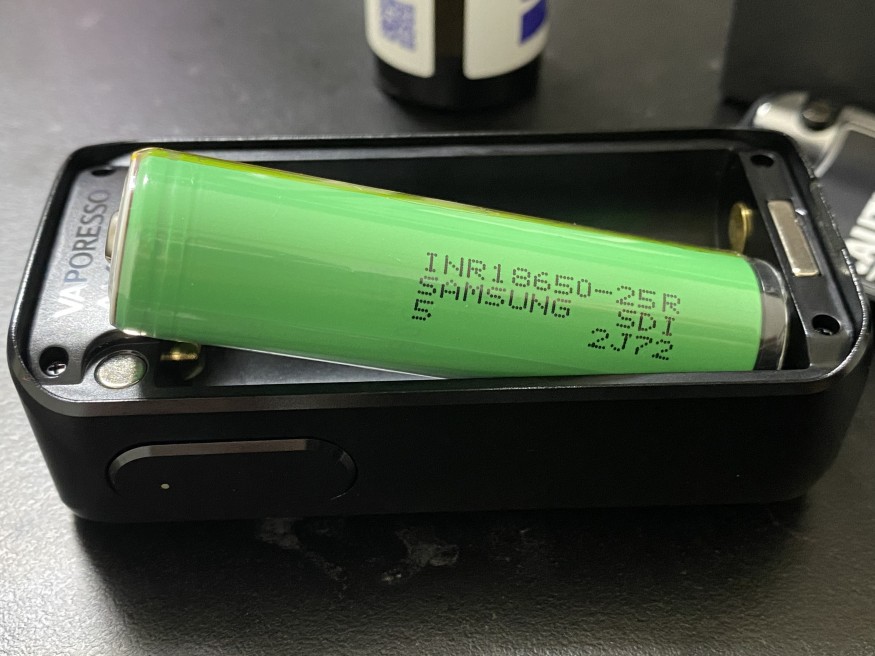 VAPORESSO
INR18650-25R
SAMSUNG SDI
5 2J72